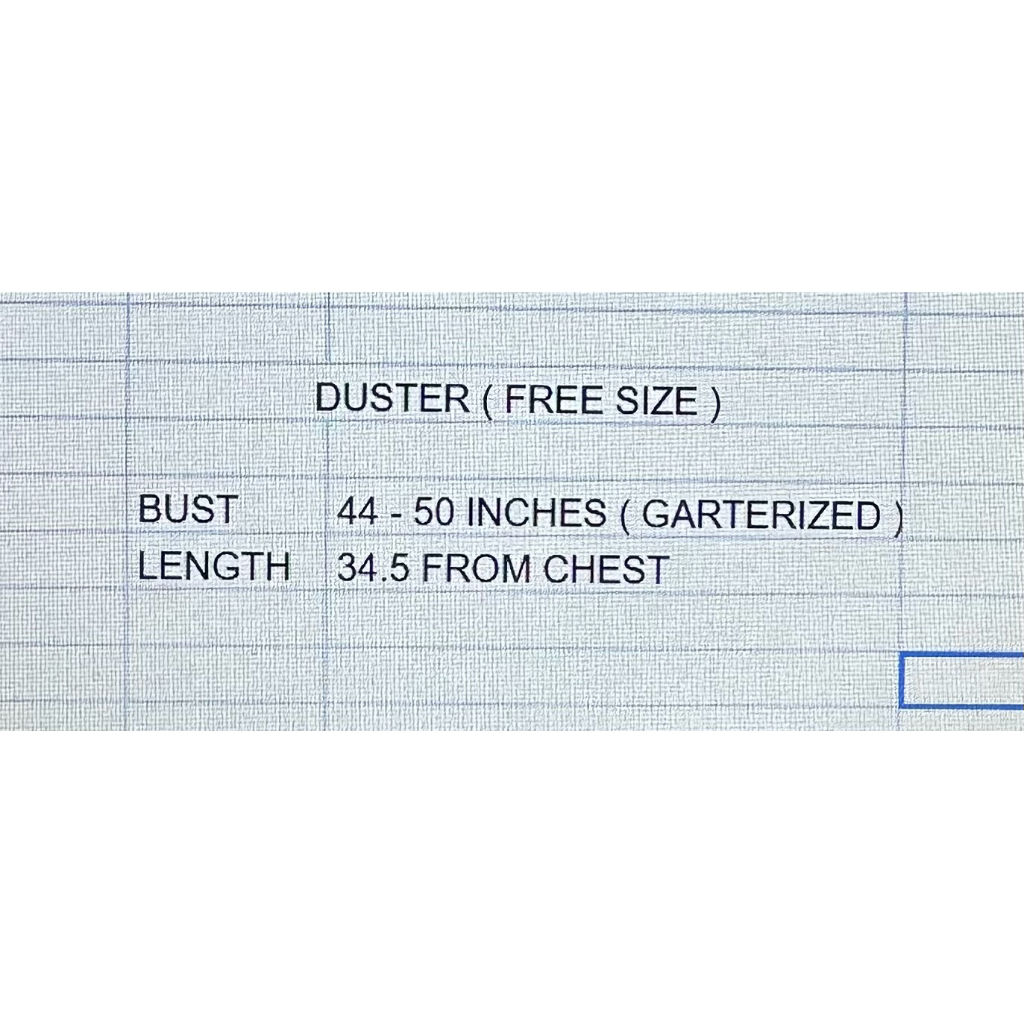 DUSTER ( FREE SIZE )
BUST 44 - 50 INCHES ( GARTERIZED )
LENGTH 34.5 FROM CHEST